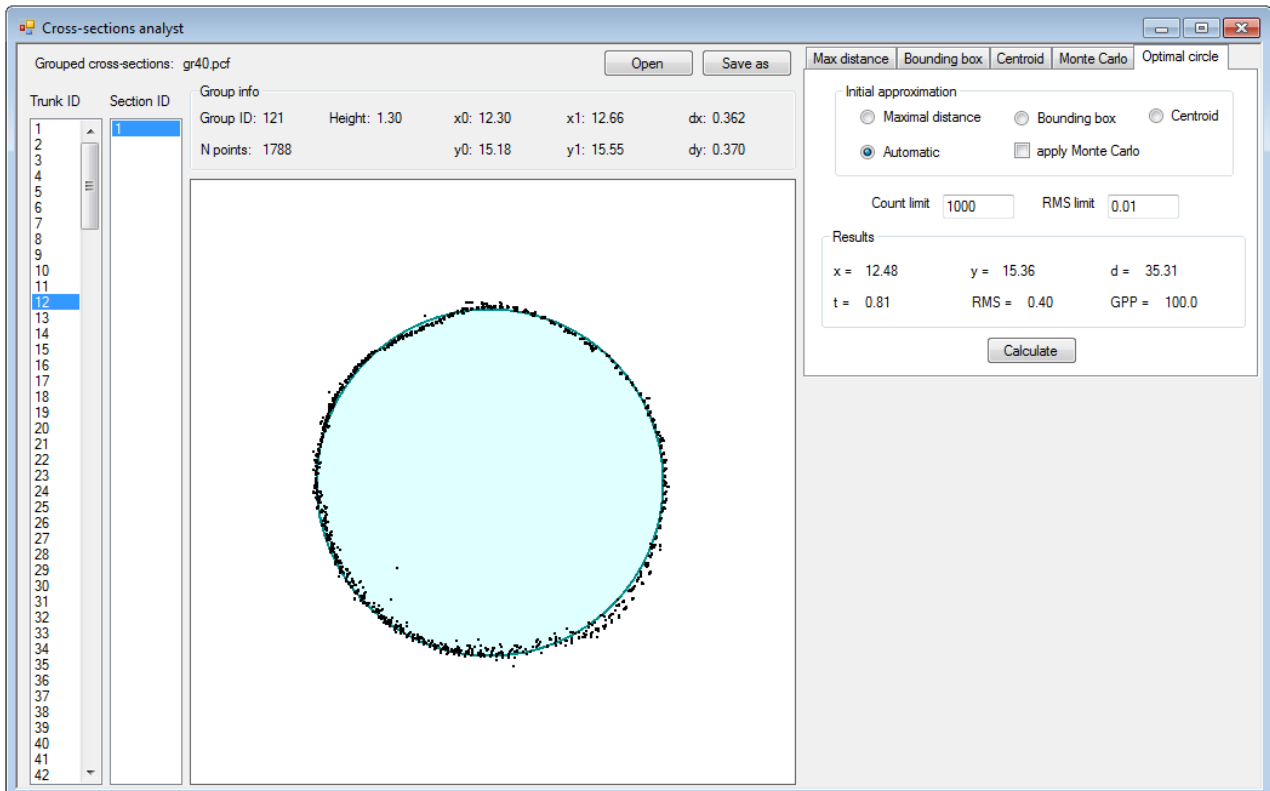 Cross-sections analyst
Grouped cross-sections: gr40.pcf
Open
Save as
Trunk ID
Section ID
1
2
3
4
5
6
7
8
9
10
11
12
13
14
15
16
17
18
19
20
21
22
23
24
25
26
27
28
29
30
31
32
33
34
35
36
37
38
39
40
41
42
1
Group info
Group ID: 121 Height: 1.30 x0: 12.30 x1: 12.66 dx: 0.362
N points: 1788 y0: 15.18 y1: 15.55 dy: 0.370
Max distance
Bounding box
Centroid
Monte Carlo
Optimal circle
Initial approximation
Maximal distance Bounding box Centroid
Automatic apply Monte Carlo
Count limit 1000 RMS limit 0.01
Results
x = 12.48 y = 15.36 d = 35.31
t = 0.81 RMS = 0.40 GPP = 100.0
Calculate